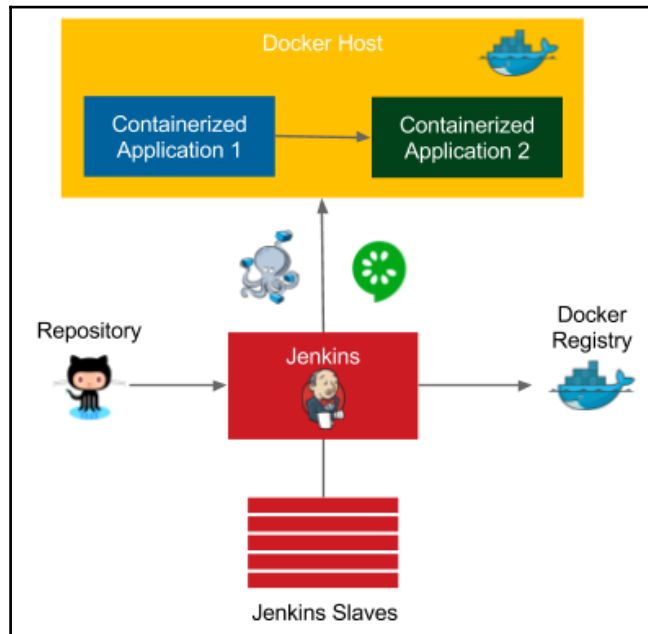 Docker Host
Containerized
Application 1
Containerized
Application 2
Repository
Jenkins
Docker
Registry
Jenkins Slaves